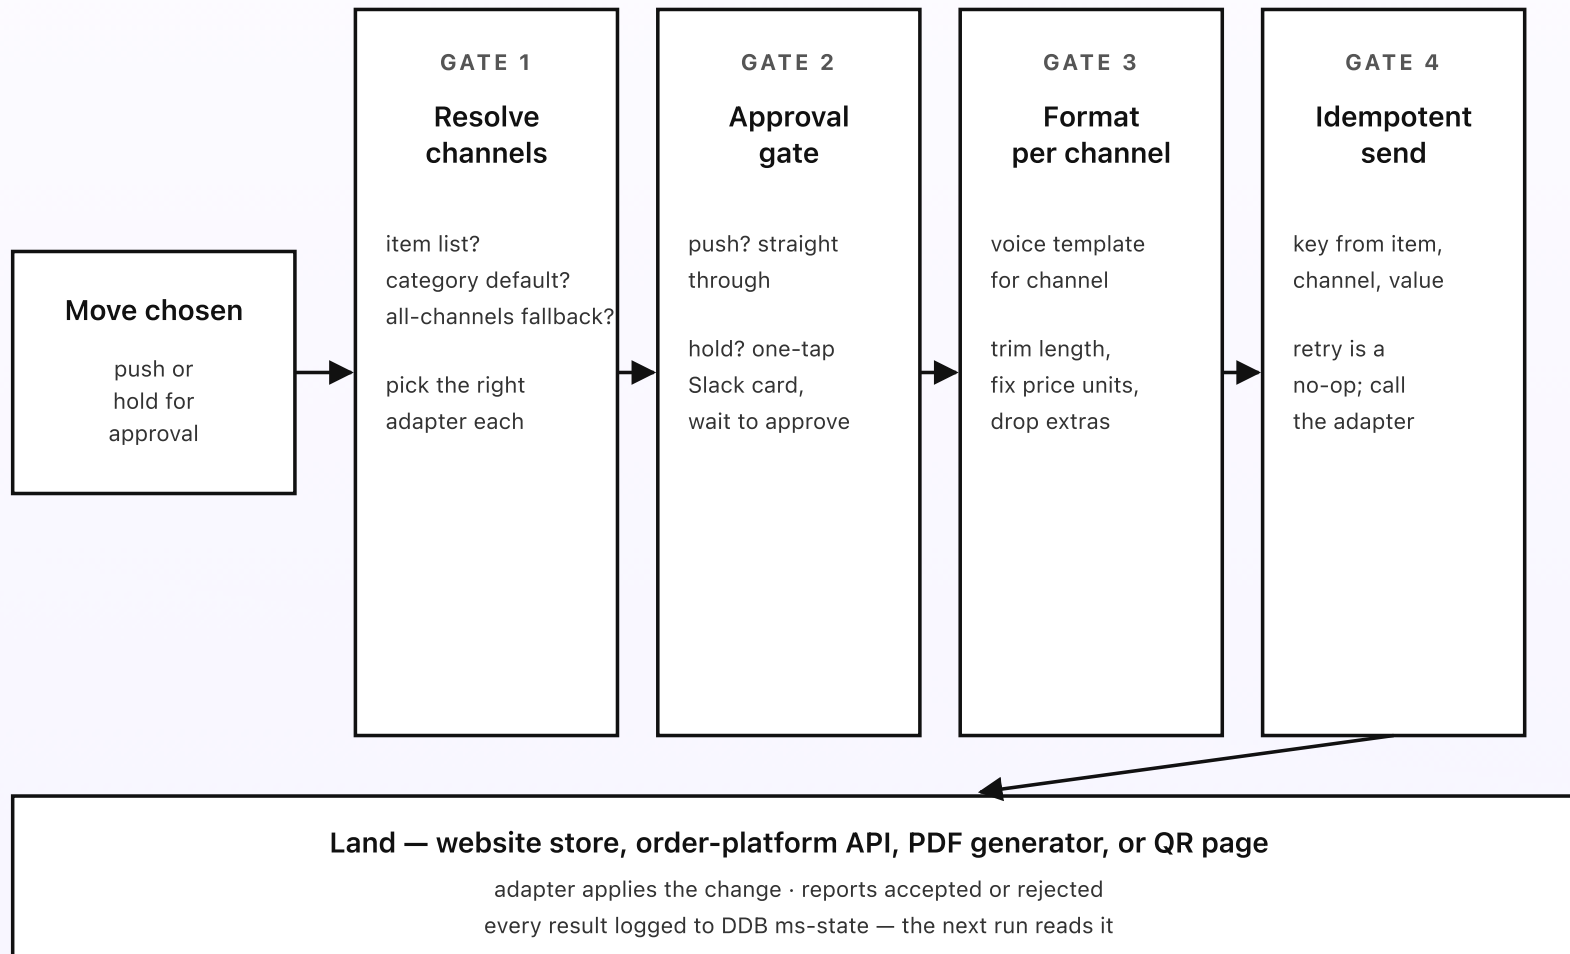 Move chosen
push or
hold for
approval
GATE 1
Resolve
channels
item list?
category default?
all-channels fallback?
pick the right
adapter each
GATE 2
Approval
gate
push? straight
through
hold? one-tap
Slack card,
wait to approve
GATE 3
Format
per channel
voice template
for channel
trim length,
fix price units,
drop extras
GATE 4
Idempotent
send
key from item,
channel, value
retry is a
no-op; call
the adapter
Land — website store, order-platform API, PDF generator, or QR page
adapter applies the change · reports accepted or rejected
every result logged to DDB ms-state — the next run reads it